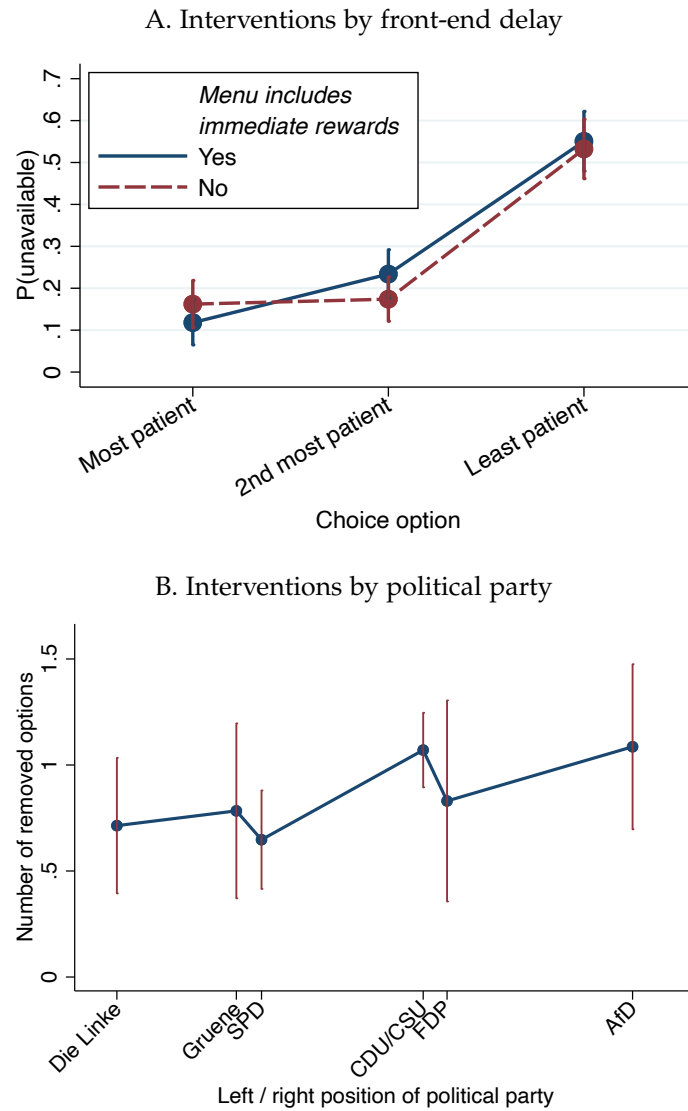 A. Interventions by front-end delay
P(unavailable)
.7
.6
.5
.4
.3
.2
.1
0
Menu includes
immediate rewards
Yes
No
Most patient
2nd most patient
Least patient
Choice option
B. Interventions by political party
Number of removed options
1.5
1
.5
0
Die Linke
Gruene
SPD
CDU/CSU
FDP
AfD
Left / right position of political party